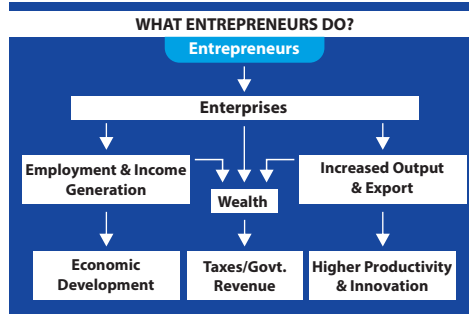 WHAT ENTREPRENEURS DO?
Entrepreneurs
Enterprises
Employment & Income
Generation
Increased Output
& Export
Wealth
Economic
Development
Taxes/Govt.
Revenue
Higher Productivity
& Innovation